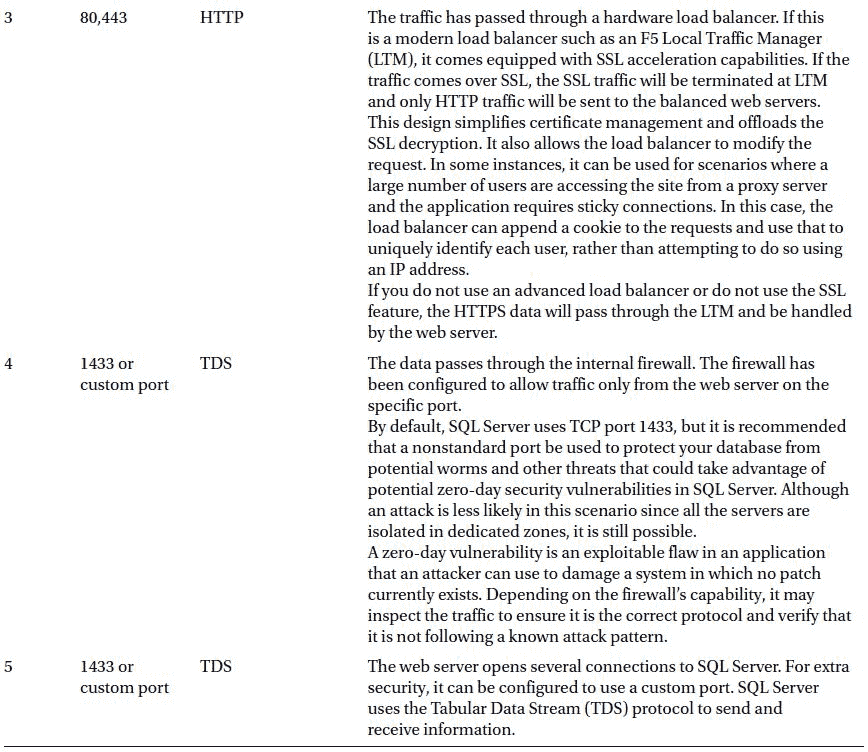 3 80,443 HTTP The traffic has passed through a hardware load balancer. If this
is a modern load balancer such as an F5 Local Traffic Manager
(LTM), it comes equipped with SSL acceleration capabilities. If the
traffic comes over SSL, the SSL traffic will be terminated at LTM
and only HTTP traffic will be sent to the balanced web servers.
This design simplifies certificate management and offloads the
SSL decryption. It also allows the load balancer to modify the
request. In some instances, it can be used for scenarios where a
large number of users are accessing the site from a proxy server
and the application requires sticky connections. In this case, the
load balancer can append a cookie to the requests and use that to
uniquely identify each user, rather than attempting to do so using
an IP address.
If you do not use an advanced load balancer or do not use the SSL
feature, the HTTPS data will pass through the LTM and be handled
by the web server.
4 1433 or TDS The data passes through the internal firewall. The firewall has
custom port been configured to allow traffic only from the web server on the
specific port.
By default, SQL Server uses TCP port 1433, but it is recommended
that a nonstandard port be used to protect your database from
potential worms and other threats that could take advantage of
potential zero-day security vulnerabilities in SQL Server. Although
an attack is less likely in this scenario since all the servers are
isolated in dedicated zones, it is still possible.
A zero-day vulnerability is an exploitable flaw in an application
that an attacker can use to damage a system in which no patch
currently exists. Depending on the firewall's capability, it may
inspect the traffic to ensure it is the correct protocol and verify that
it is not following a known attack pattern.
5 1433 or TDS The web server opens several connections to SQL Server. For extra
custom port security, it can be configured to use a custom port. SQL Server
uses the Tabular Data Stream (TDS) protocol to send and
receive information.